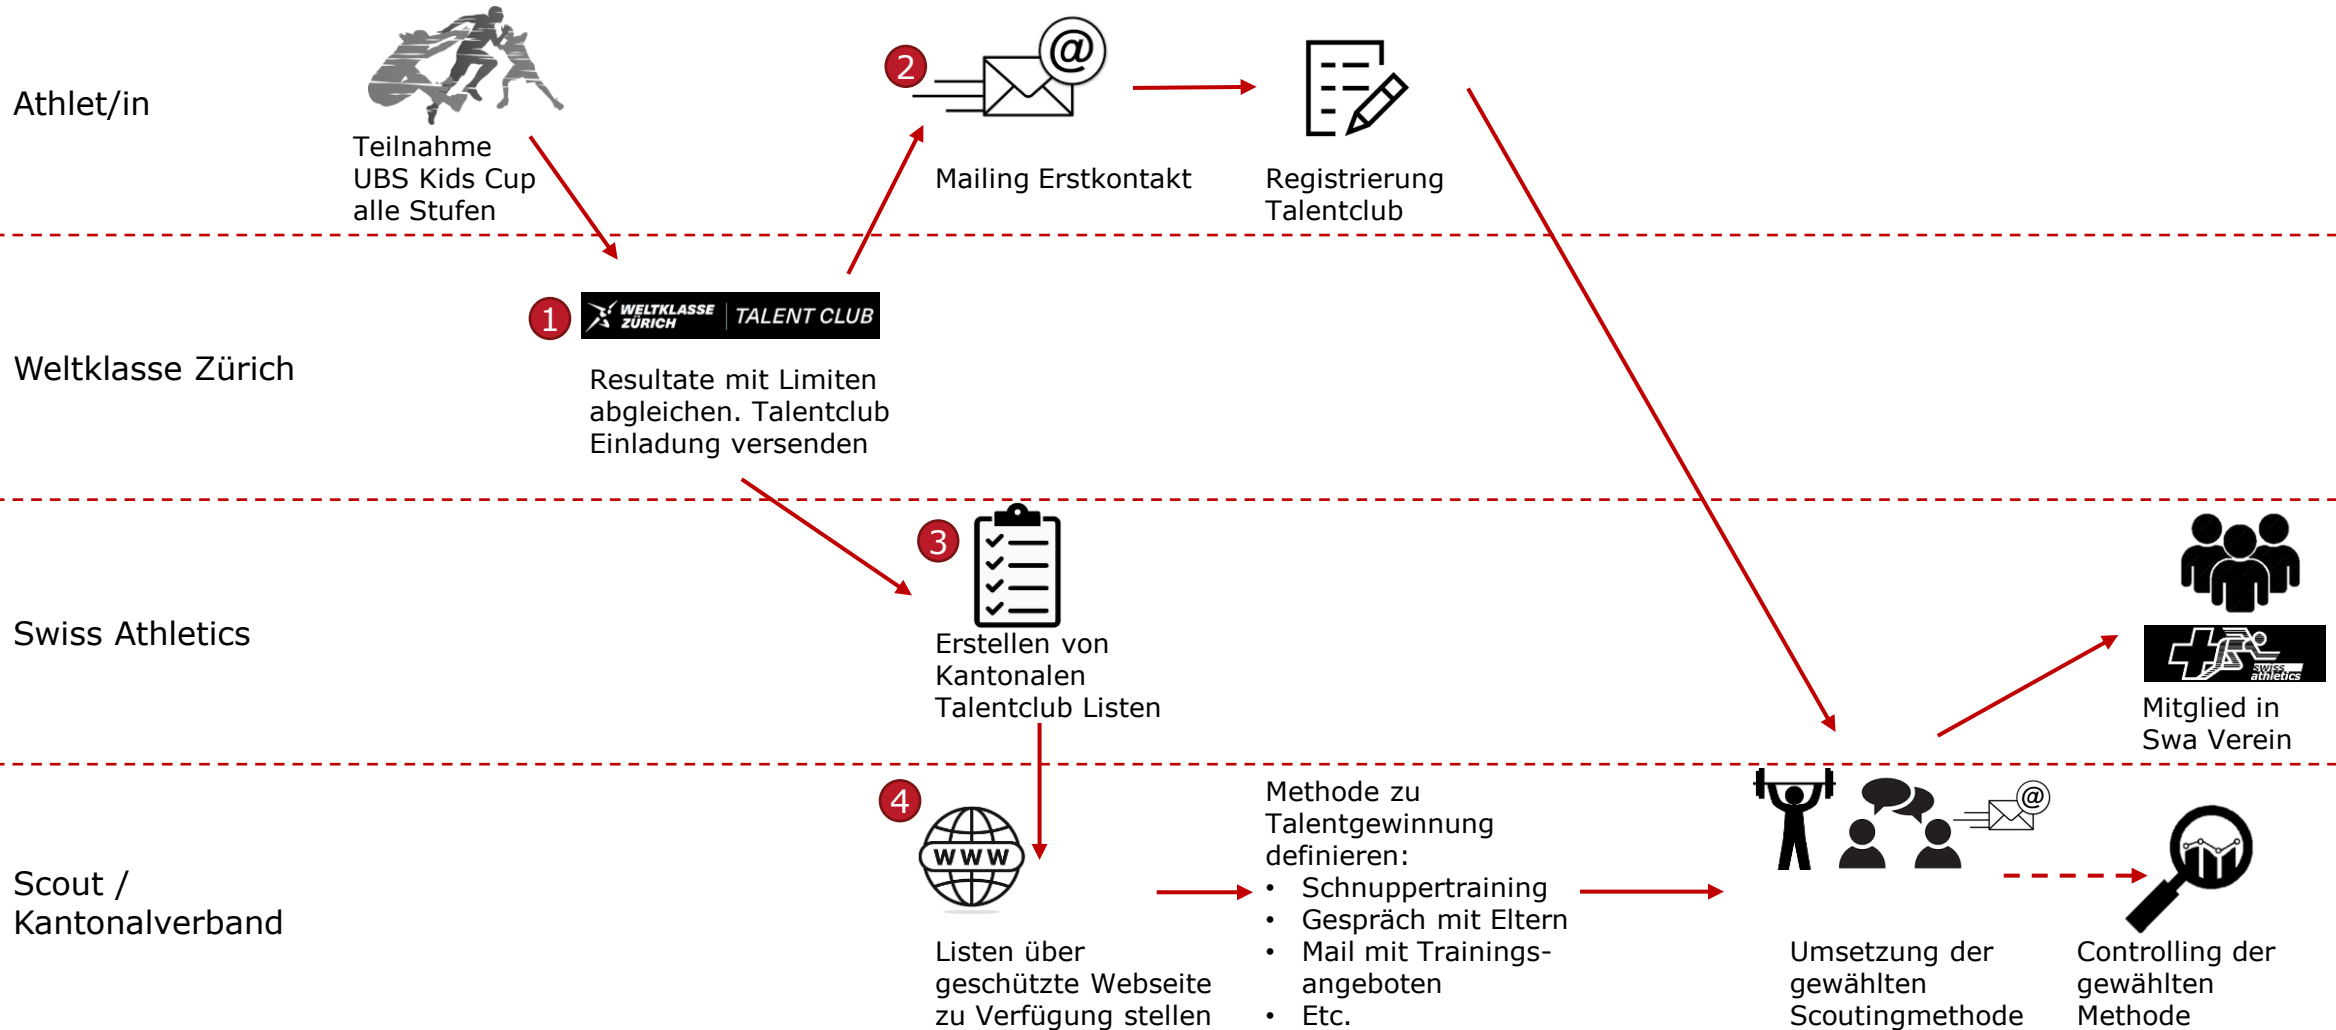 Athlet/in
Teilnahme
UBS Kids Cup
alle Stufen
2
@
Mailing Erstkontakt
Registrierung
Talentclub
Weltklasse Zürich
1
WELTKLASSE
ZÜRICH
TALENT CLUB
Resultate mit Limiten
abgleichen. Talentclub
Einladung versenden
Swiss Athletics
3
Erstellen von
Kantonalen
Talentclub Listen
swiss
athletics
Mitglied in
Swa Verein
Scout /
Kantonalverband
4
WWW
Listen über
geschützte Webseite
zu Verfügung stellen
Methode zu
Talentgewinnung
definieren:
• Schnuppertraining
• Gespräch mit Eltern
• Mail mit Trainings-
angeboten
• Etc.
@
Umsetzung der
gewählten
Scoutingmethode
Controlling der
gewählten
Methode